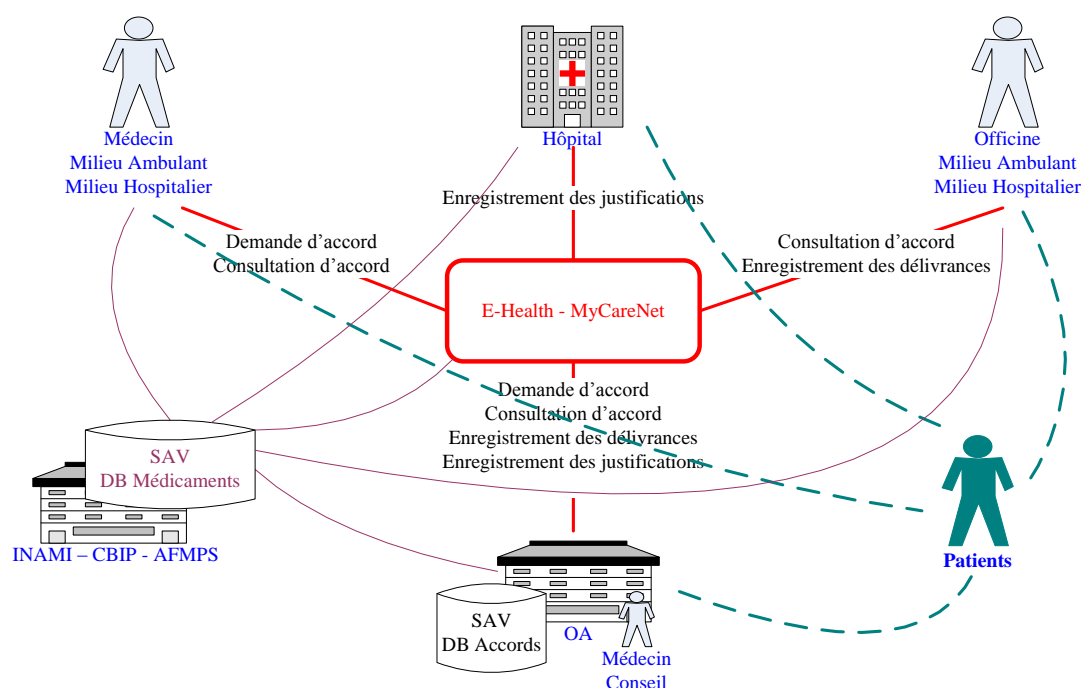 Médecin
Milieu Ambulant
Milieu Hospitalier
Hôpital
Officine
Milieu Ambulant
Milieu Hospitalier
Enregistrement des justifications
Demande d'accord
Consultation d'accord
Consultation d'accord
Enregistrement des délivrances
E-Health - MyCareNet
Demande d'accord
Consultation d'accord
Enregistrement des délivrances
Enregistrement des justifications
SAV
DB Médicaments
INAMI – CBIP - AFMPS
Patients
SAV
DB Accords
OA
Médecin
Conseil